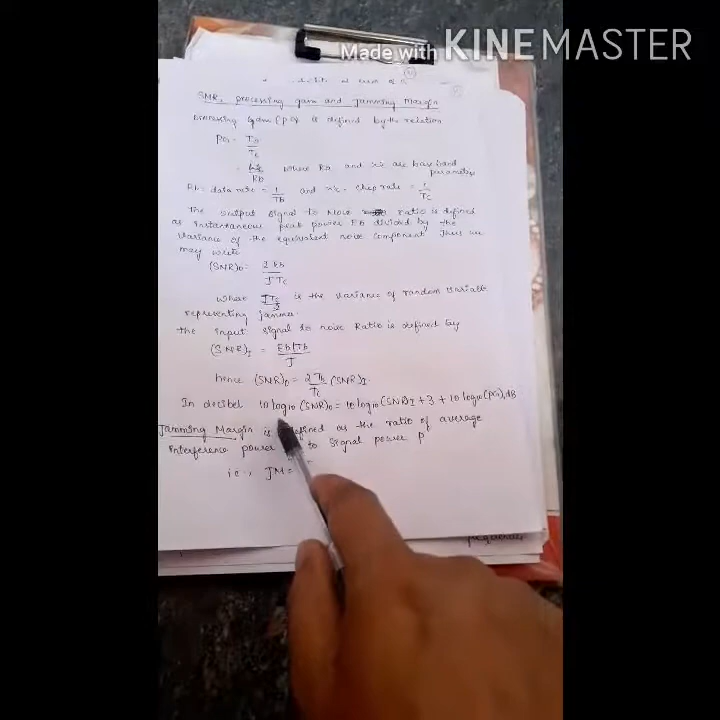 Made with KINEMASTER
SNR, processing gain and Jamming Margin
processing gain (PG) is defined by the relation
PG = Tb
Tc
= where Rb and are base band
Rb parameters
Rb = data rate = 1/Tb and = chip rate = 1/Tc
The output signal to noise ratio is defined
as instantaneous peak power Eb divided by the
variance of the equivalent noise component. Thus we
may write
(SNR)o = 2Eb
JTc
where JTc/2 is the variance of random variable
representing Jammer.
the input signal to noise Ratio is defined by
(SNR)I = Eb/Tb
J
hence (SNR)o = 2Tb/Tc (SNR)I.
In decibel 10 log10 (SNR)o = 10 log10 (SNR)I + 3 + 10 log10 (PG), dB
Jamming Margin is defined as the ratio of average
interference power to signal power P
ie., JM =